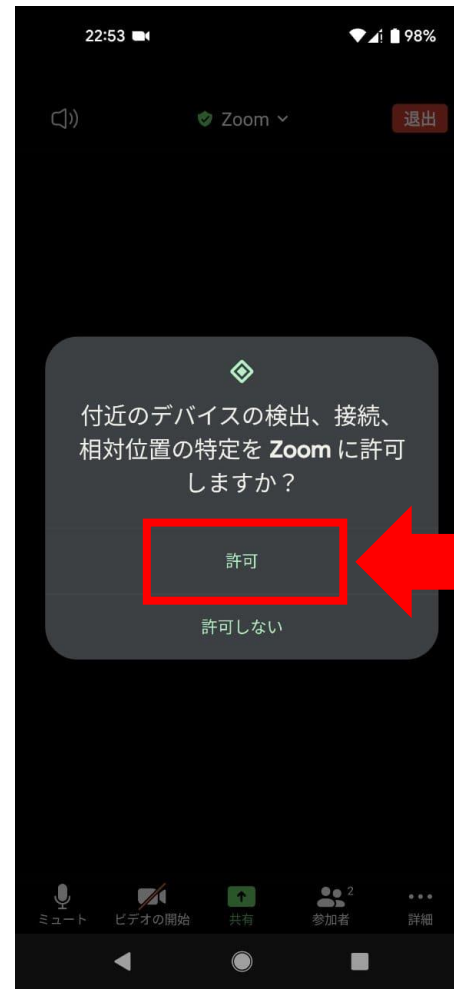 22:53 98%
Zoom 退出
付近のデバイスの検出、接続、
相対位置の特定を Zoom に許可
しますか？
許可
許可しない
2
ミュート ビデオの開始 共有 参加者 詳細